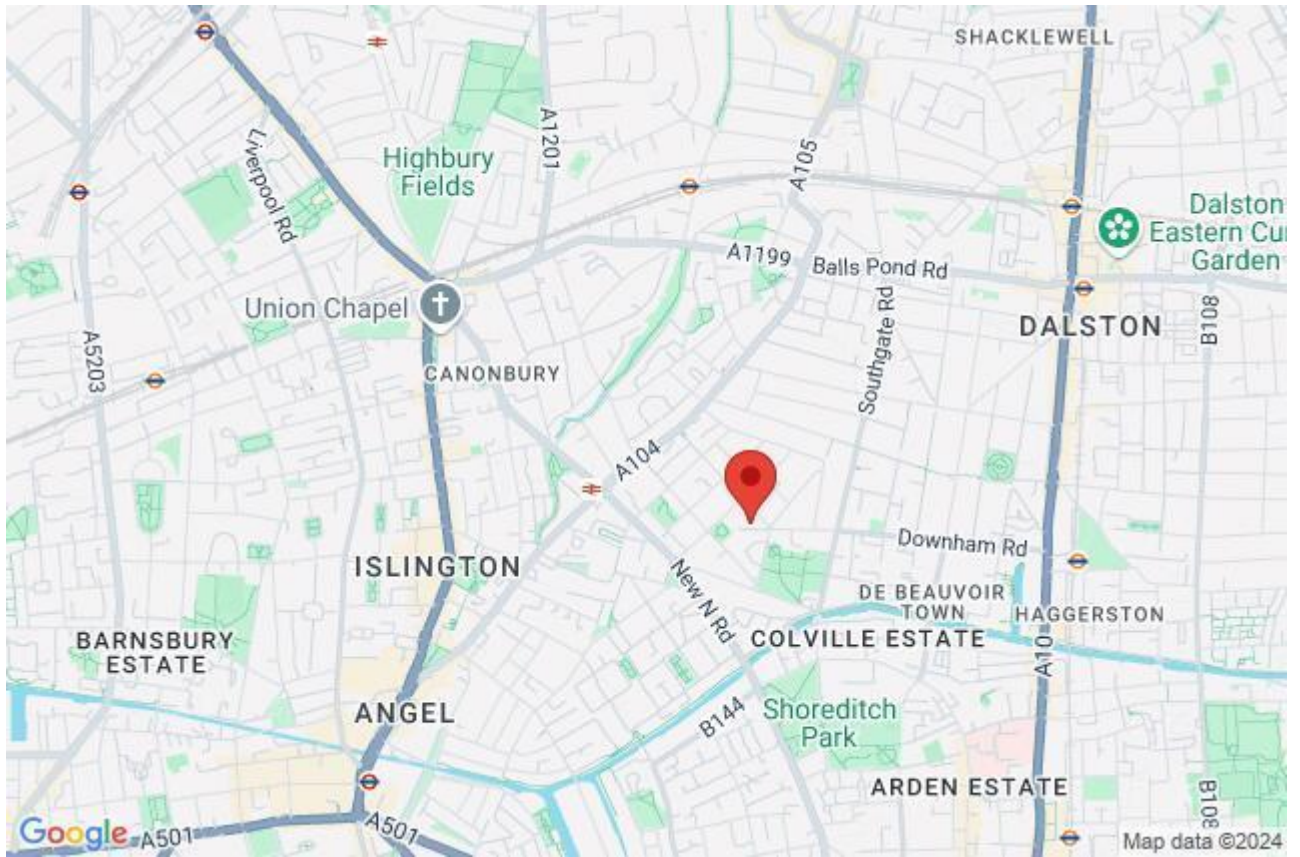 SHACKLEWELL
A1201
Highbury
Fields
Liverpool Rd
A105
Dalston
Eastern Cu
Garden
A1199
Balls Pond Rd
Union Chapel
DALSTON
B108
A5203
CANONBURY
Southgate Rd
A104
Downham Rd
ISLINGTON
DE BEAUVOIR
TOWN
HAGGERSTON
New N Rd
BARNSBURY
ESTATE
COLVILLE ESTATE
A10
ANGEL
B144
Shoreditch
Park
ARDEN ESTATE
B108
Google
A501
A501
Map data ©2024